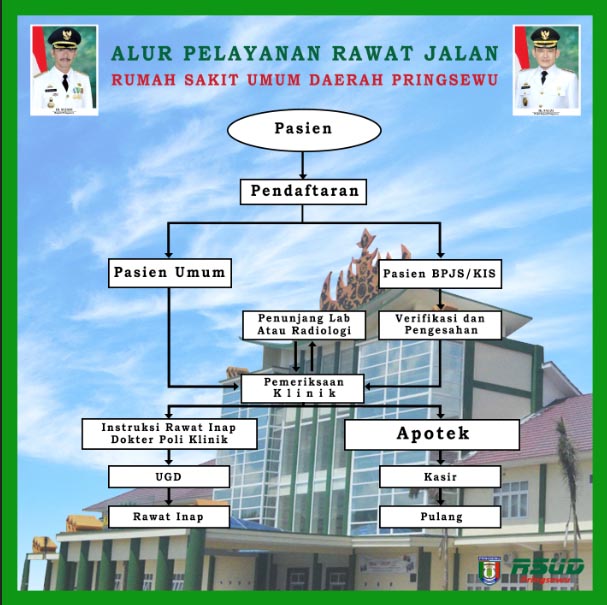 ALUR PELAYANAN RAWAT JALAN
RUMAH SAKIT UMUM DAERAH PRINGSEWU
Pasien
Pendaftaran
Pasien Umum
Pasien BPJS/KIS
Penunjang Lab
Atau Radiologi
Verifikasi dan
Pengesahan
Pemeriksaan
Klinik
Instruksi Rawat Inap
Dokter Poli Klinik
Apotek
UGD
Kasir
Rawat Inap
Pulang
RSUD
Pringsewu